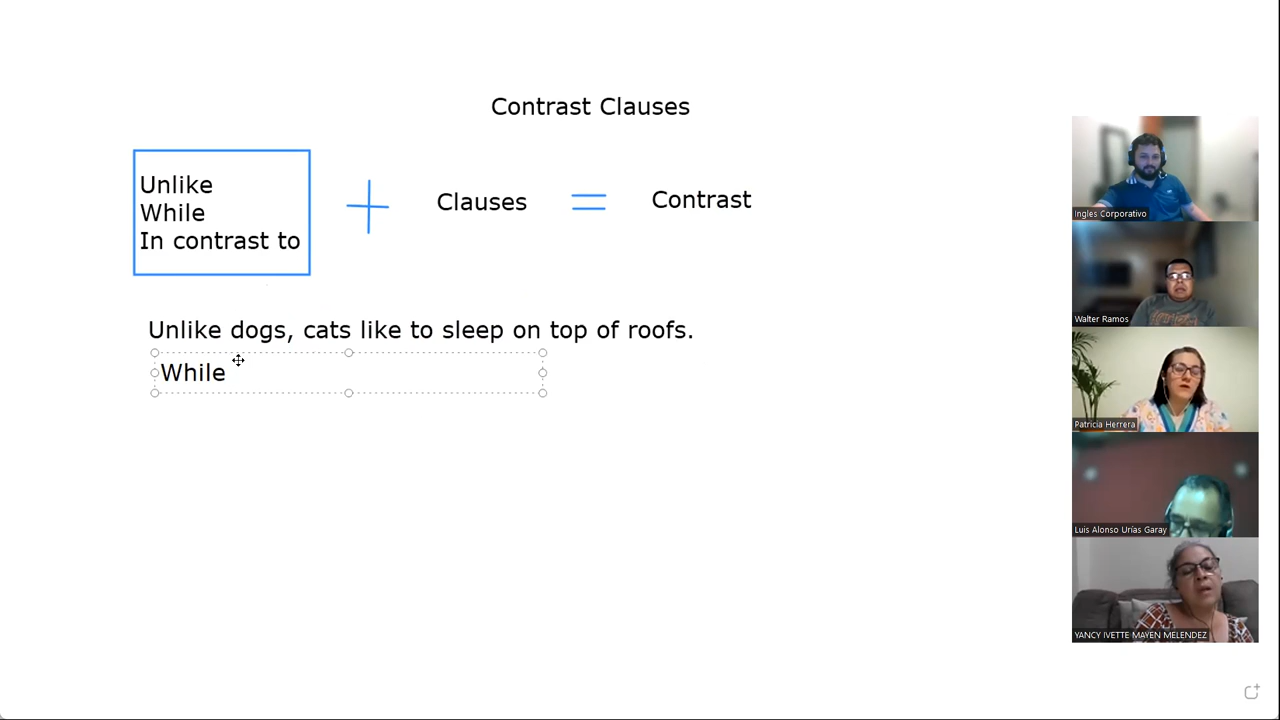 Contrast Clauses
Unlike
While
In contrast to
Clauses
Contrast
Unlike dogs, cats like to sleep on top of roofs.
While
Ingles Corporativo
Walter Ramos
Patricia Herrera
Luis Alonso Urías Garay
YANCY IVETTE MAYEN MELENDEZ